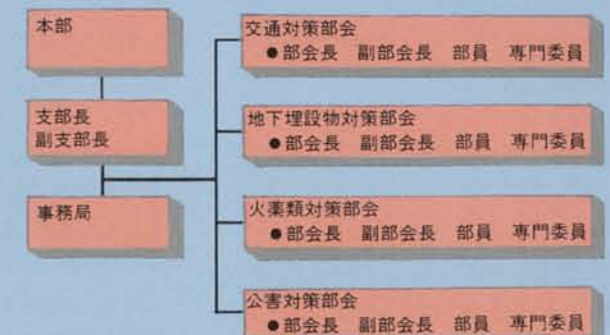 本部
支部長
副支部長
事務局
交通対策部会
●部会長 副部会長 部員 専門委員
地下埋設物対策部会
●部会長 副部会長 部員 専門委員
火薬類対策部会
●部会長 副部会長 部員 専門委員
公害対策部会
●部会長 副部会長 部員 専門委員